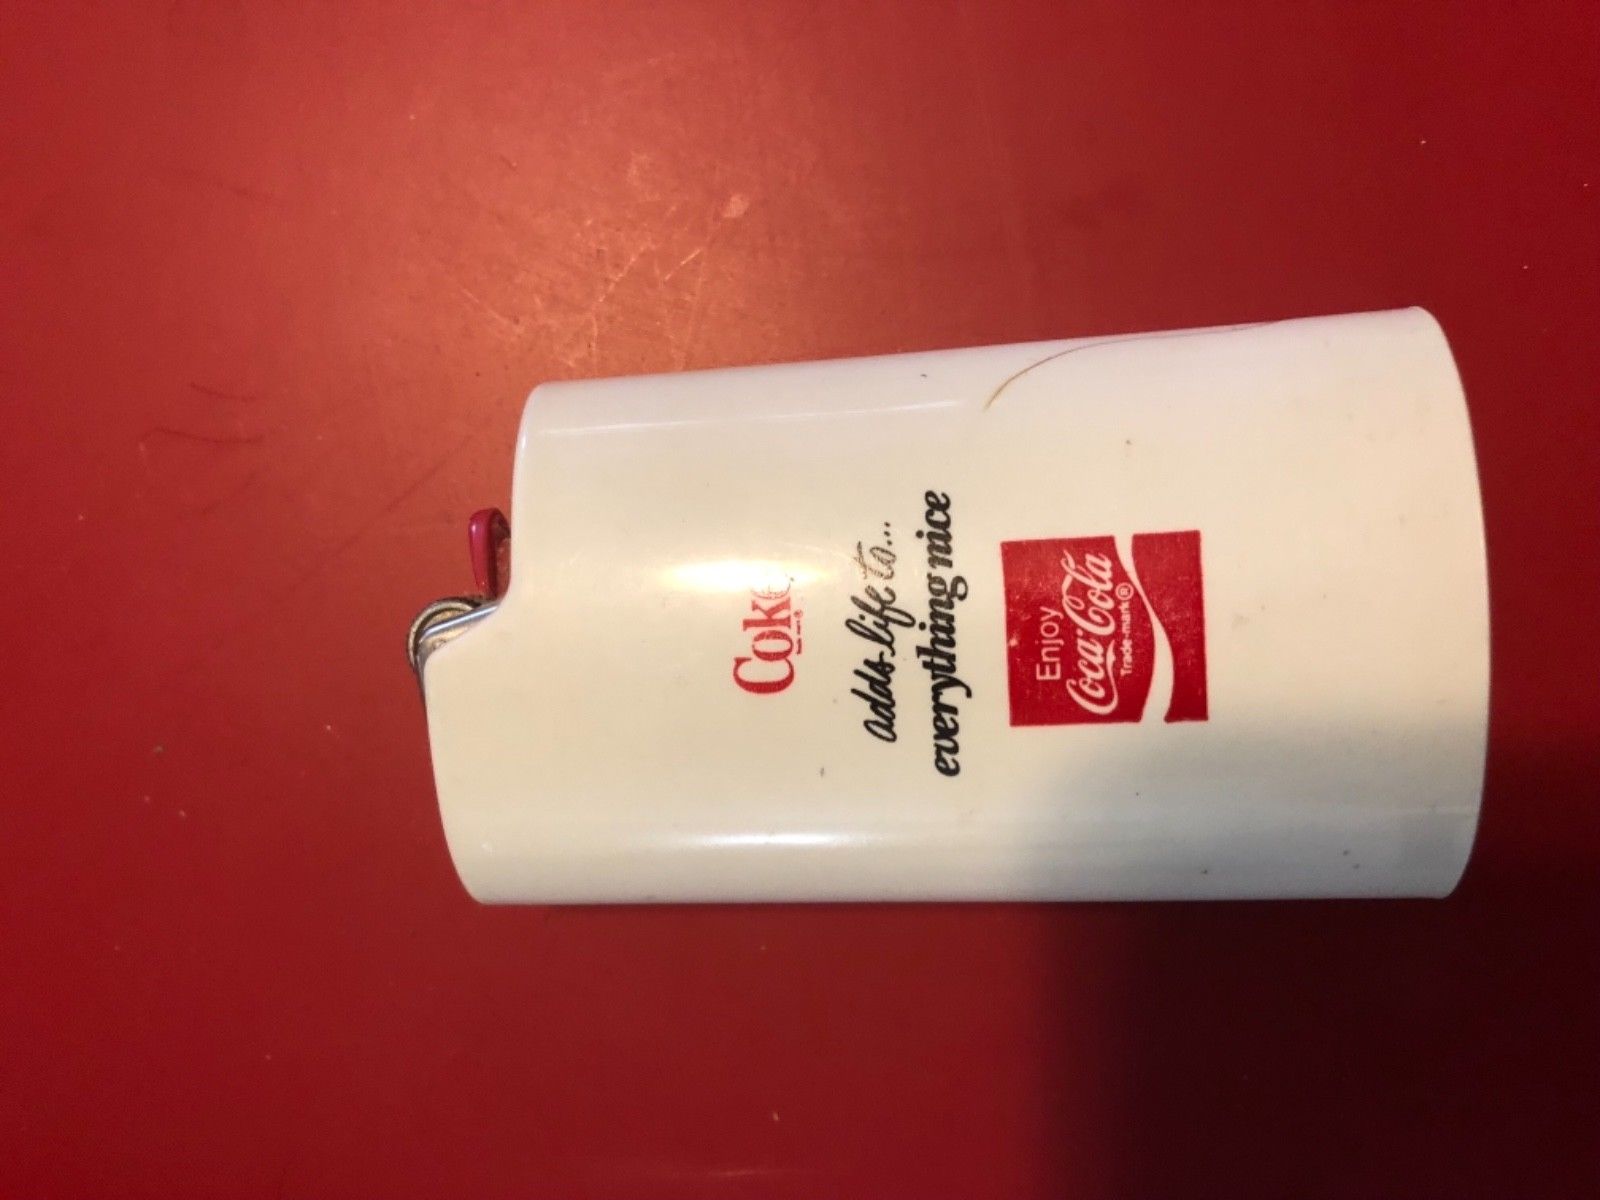 Coke
adds life to...
everything nice
Enjoy
Coca-Cola
Trade-mark®